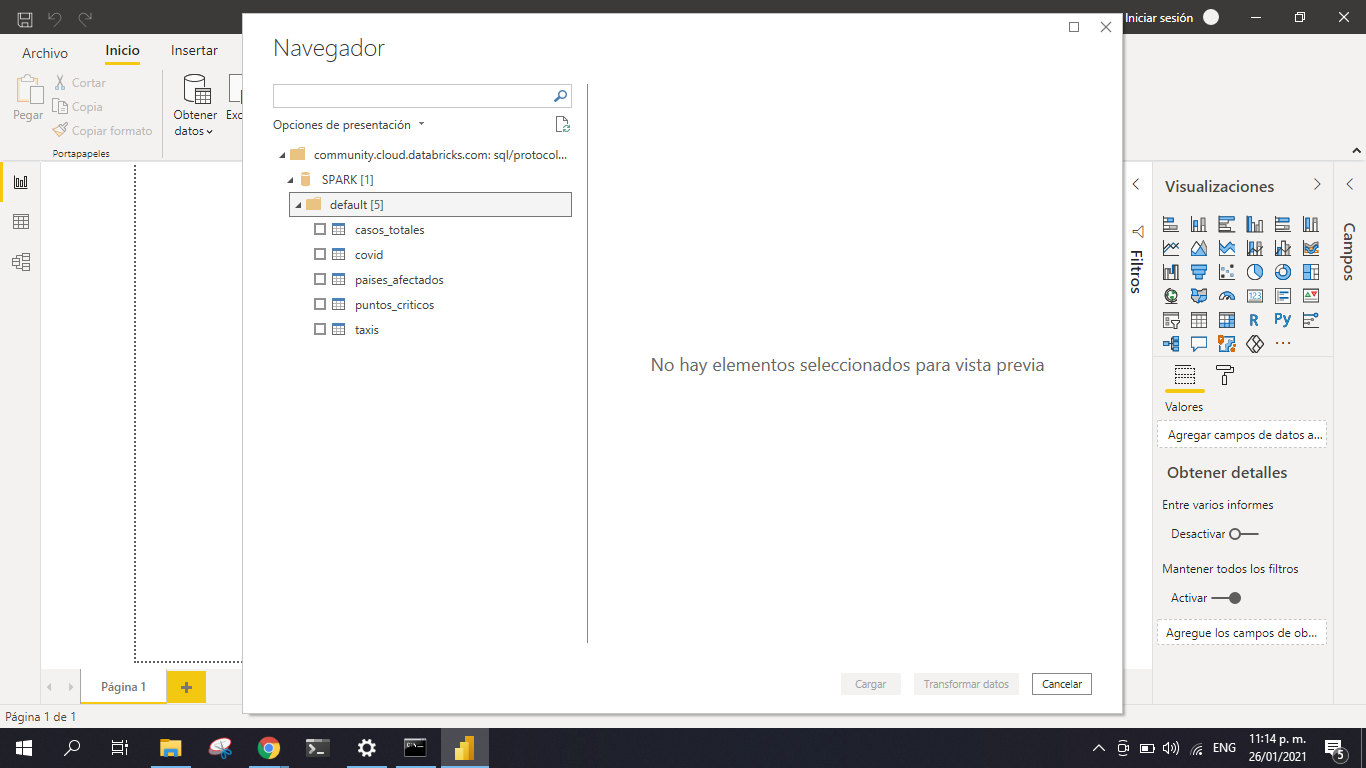 Iniciar sesión
Archivo
Inicio
Insertar
Pegar
Cortar
Copia
Copiar formato
Portapapeles
Obtener
datos
Navegador
Opciones de presentación
community.cloud.databricks.com: sql/protocol...
SPARK [1]
default [5]
casos_totales
covid
paises_afectados
puntos_criticos
taxis
No hay elementos seleccionados para vista previa
Cargar
Transformar datos
Cancelar
Filtros
Visualizaciones
123
R
Py
Valores
Agregar campos de datos a...
Obtener detalles
Entre varios informes
Desactivar
Mantener todos los filtros
Activar
Agregue los campos de ob...
Campos
Página 1
Página 1 de 1
ENG
11:14 p. m.
26/01/2021
5